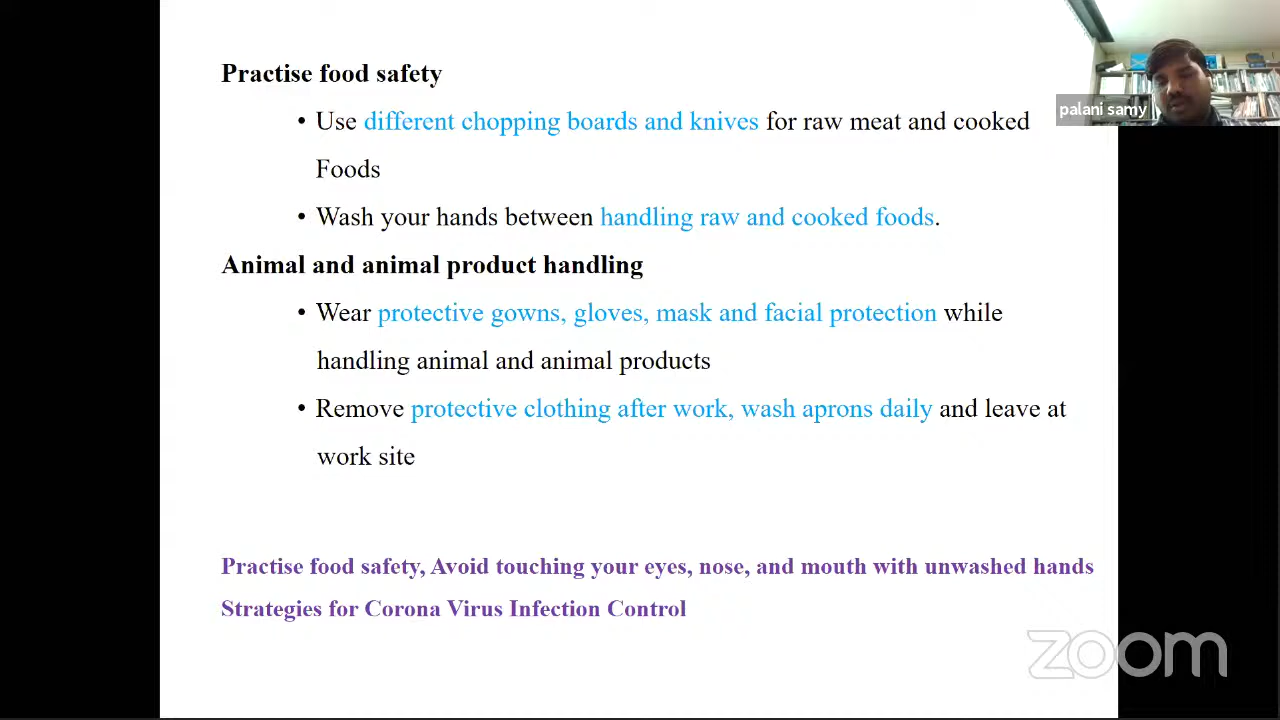 Practise food safety
• Use different chopping boards and knives for raw meat and cooked
Foods
• Wash your hands between handling raw and cooked foods.
Animal and animal product handling
• Wear protective gowns, gloves, mask and facial protection while
handling animal and animal products
• Remove protective clothing after work, wash aprons daily and leave at
work site
Practise food safety, Avoid touching your eyes, nose, and mouth with unwashed hands
Strategies for Corona Virus Infection Control
palani samy
zoom